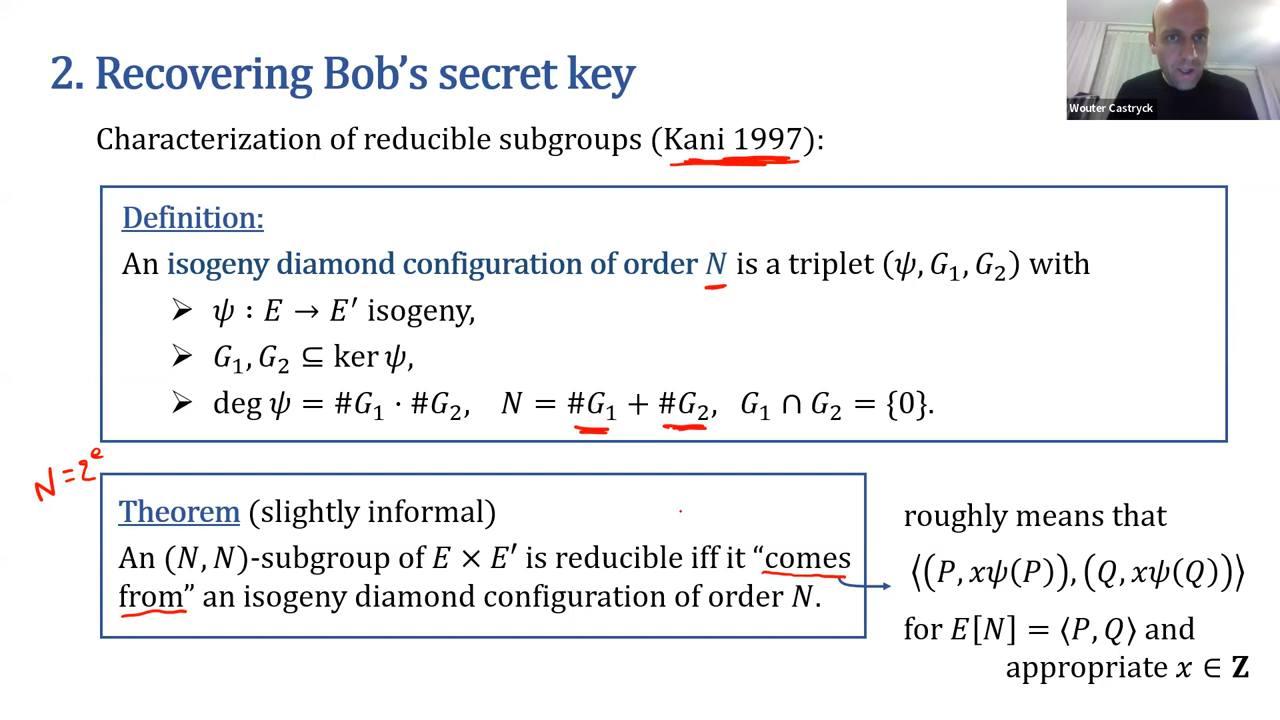 2. Recovering Bob's secret key
Wouter Castryck
Characterization of reducible subgroups (Kani 1997):
Definition:
An isogeny diamond configuration of order N is a triplet (ψ, G₁, G₂) with
➤ ψ : E → E′ isogeny,
➤ G₁, G₂ ⊆ ker ψ,
➤ deg ψ = #G₁ · #G₂, N = #G₁ + #G₂, G₁ ∩ G₂ = {0}.
N=2ᵉ
Theorem (slightly informal)
An (N, N)-subgroup of E × E′ is reducible iff it “comes
from” an isogeny diamond configuration of order N.
roughly means that
⟨(P, xψ(P)), (Q, xψ(Q))⟩
for E[N] = ⟨P, Q⟩ and
appropriate x ∈ Z